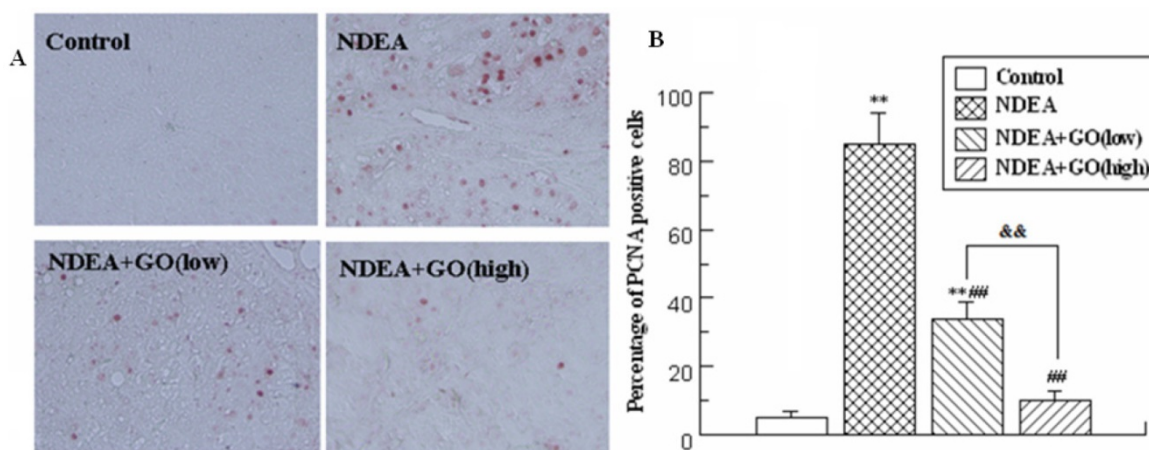 A
Control
NDEA
NDEA+GO(low)
NDEA+GO(high)
B
Control
NDEA
NDEA+GO(low)
NDEA+GO(high)
Percentage of PCNA positive cells
100
80
60
40
20
0
**
**##
&&
##